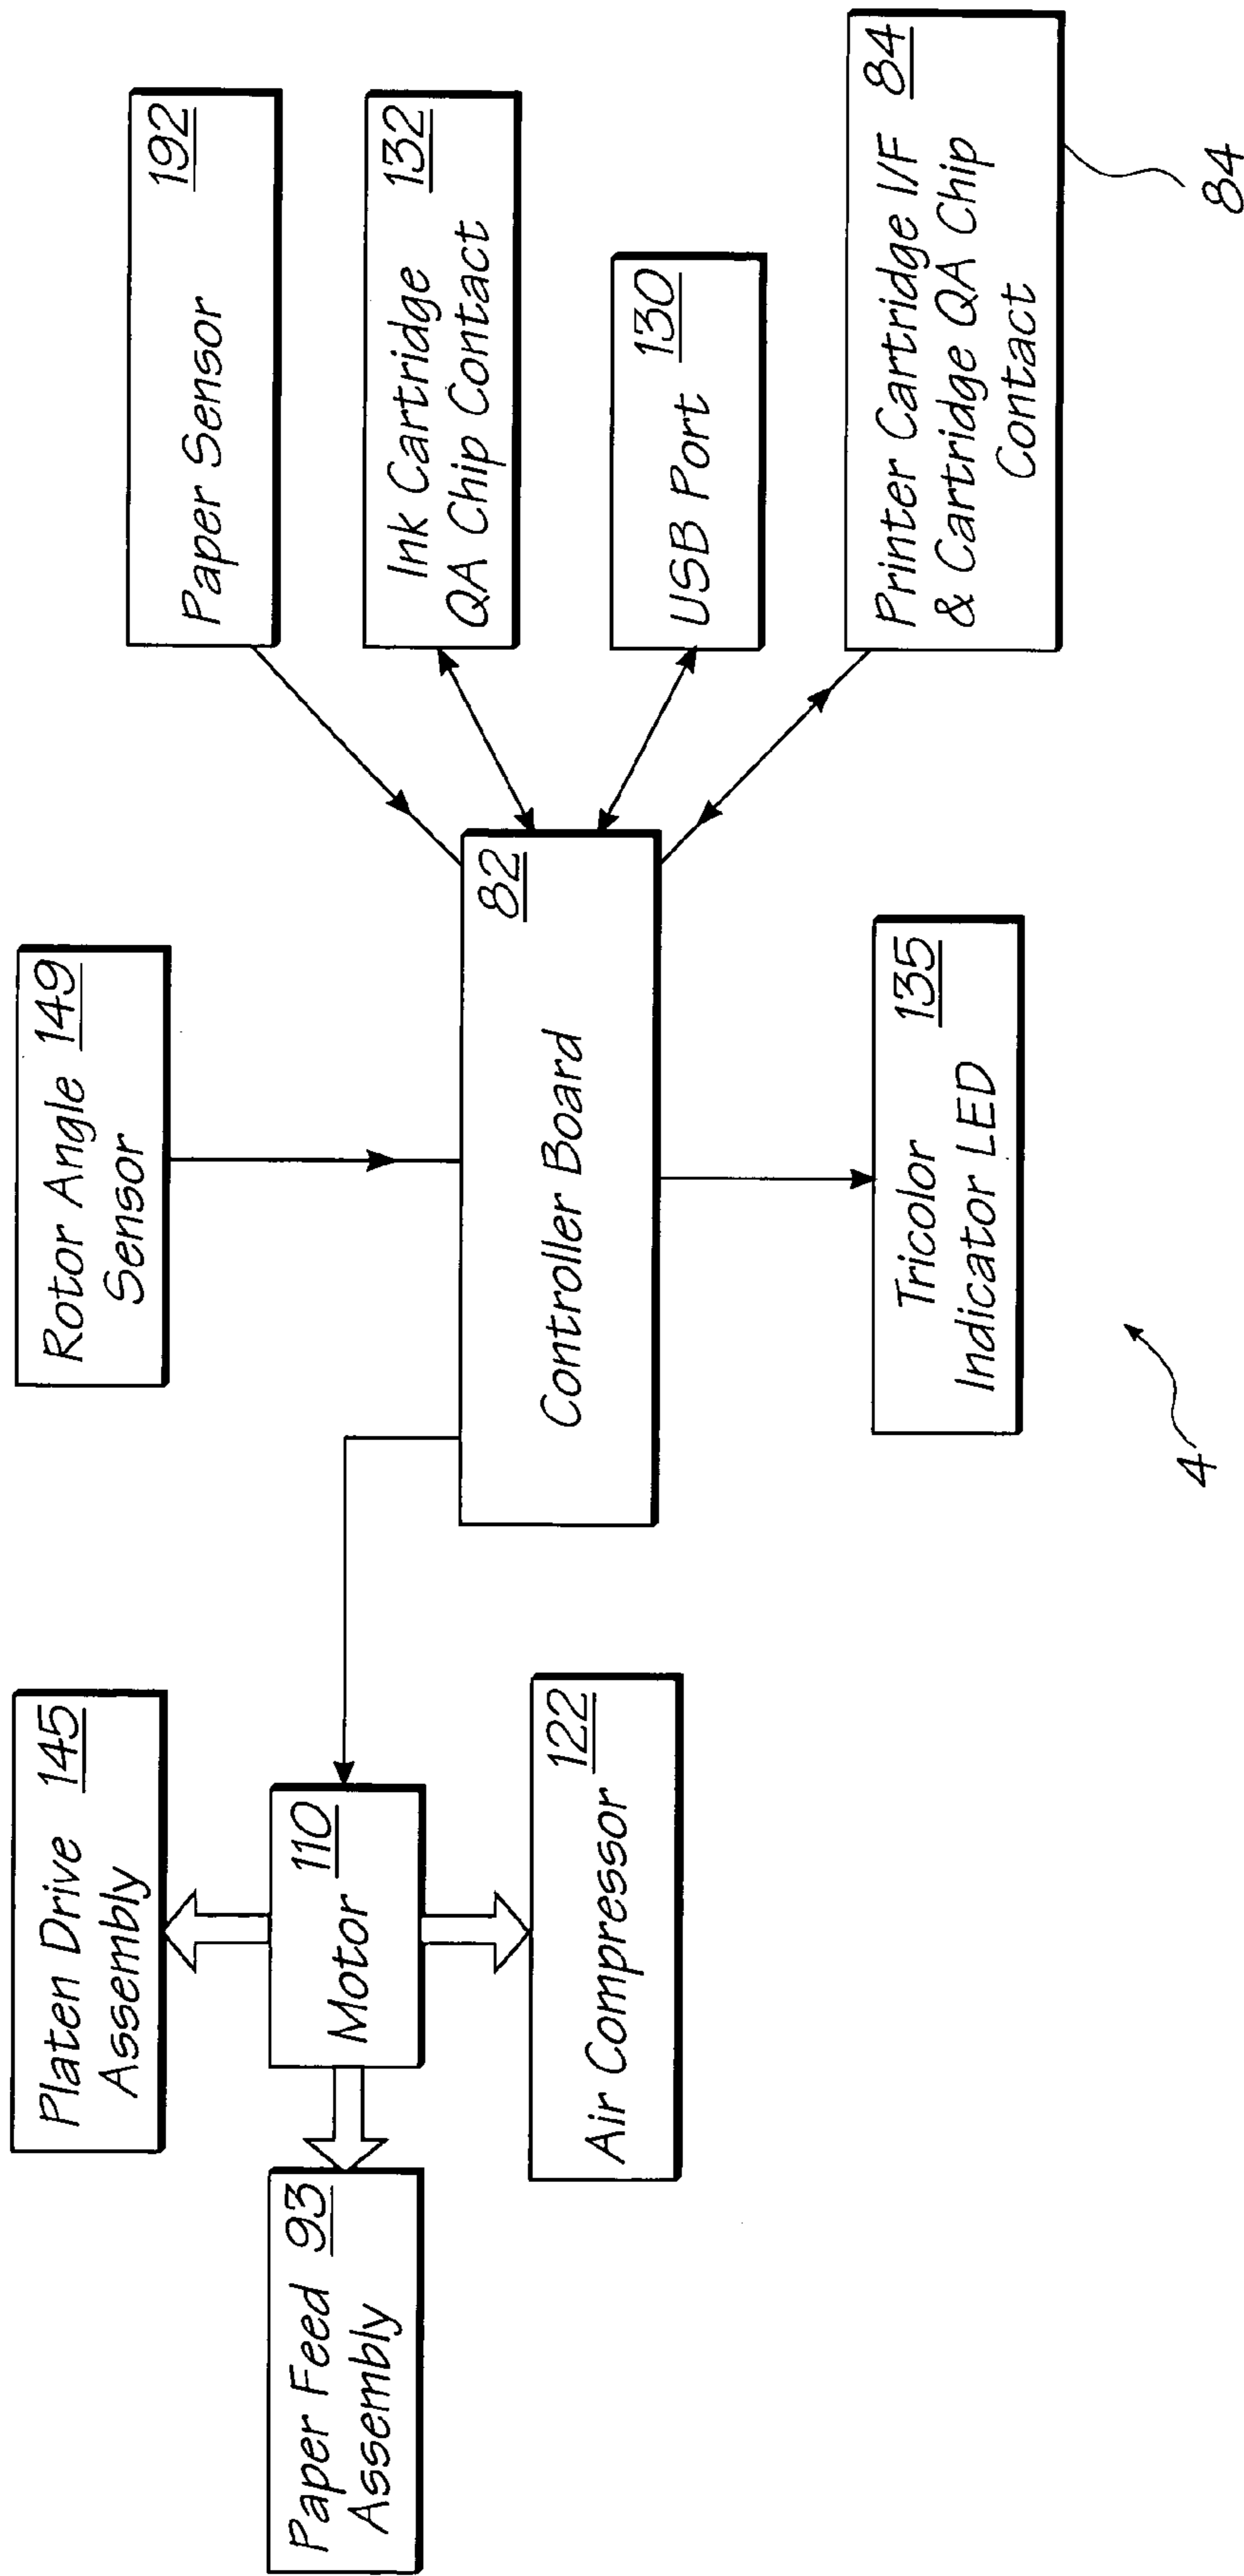 Paper Feed 93
Assembly
Platen Drive 145
Assembly
Motor 110
Air Compressor 122
Rotor Angle 149
Sensor
Controller Board 82
Tricolor 135
Indicator LED
Paper Sensor 192
Ink Cartridge 132
QA Chip Contact
USB Port 130
Printer Cartridge I/F 84
& Cartridge QA Chip
Contact
84
4